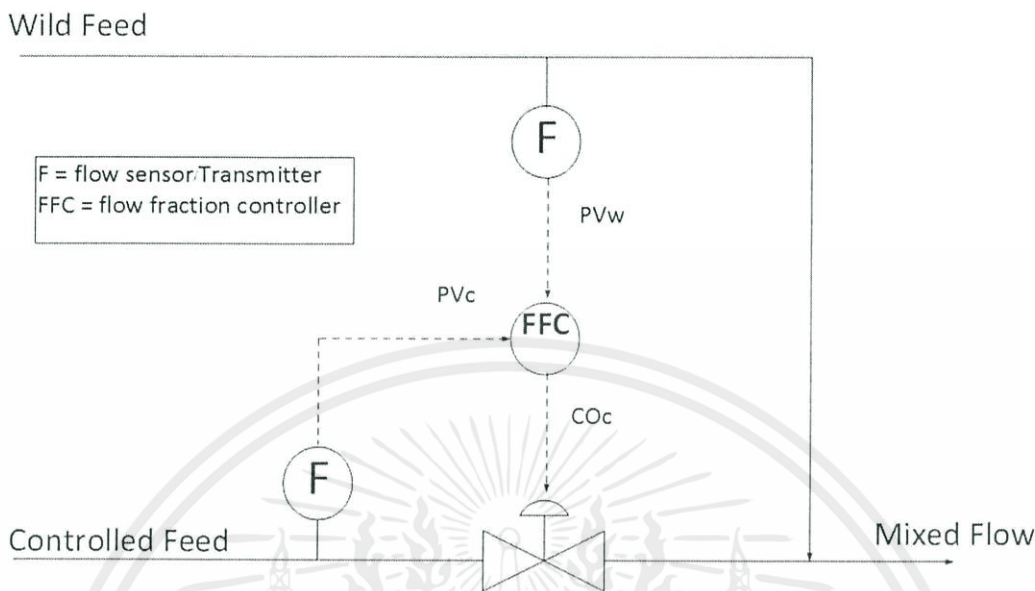 Wild Feed
F
F = flow sensor/Transmitter
FFC = flow fraction controller
PVw
PVc
FFC
COc
F
Controlled Feed
Mixed Flow